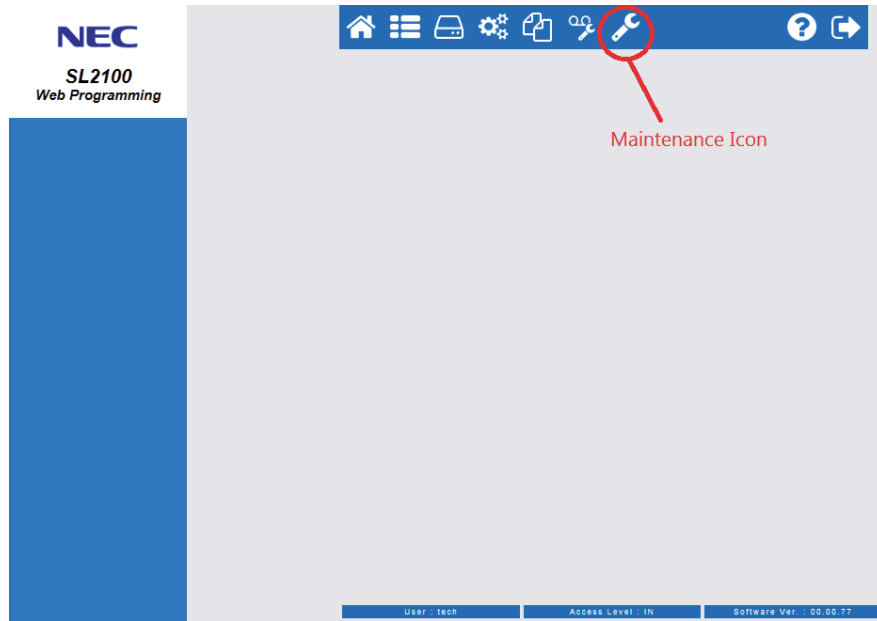 NEC
SL2100
Web Programming
?
Maintenance Icon
User : tech
Access Level : IN
Software Ver. : 00.00.77